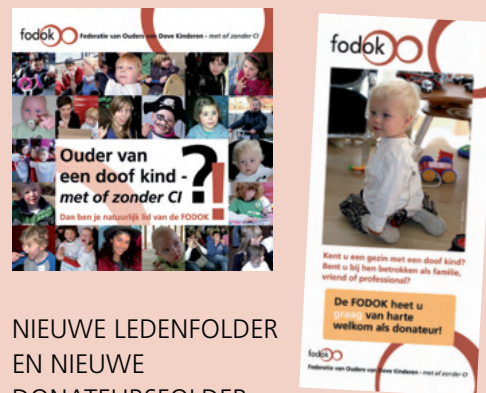 fodok Federatie van Ouders van Dove Kinderen - met of zonder CI
Ouder van
een doof kind -
met of zonder CI
?!
Dan ben je natuurlijk lid van de FODOK
fodok
Kent u een gezin met een doof kind?
Bent u bij hen betrokken als familie,
vriend of professional?
De FODOK heet u
graag van harte
welkom als donateur!
fodok
Federatie van Ouders van Dove Kinderen - met of zonder CI
NIEUWE LEDENFOLDER
EN NIEUWE
DONATEURSFOLDER